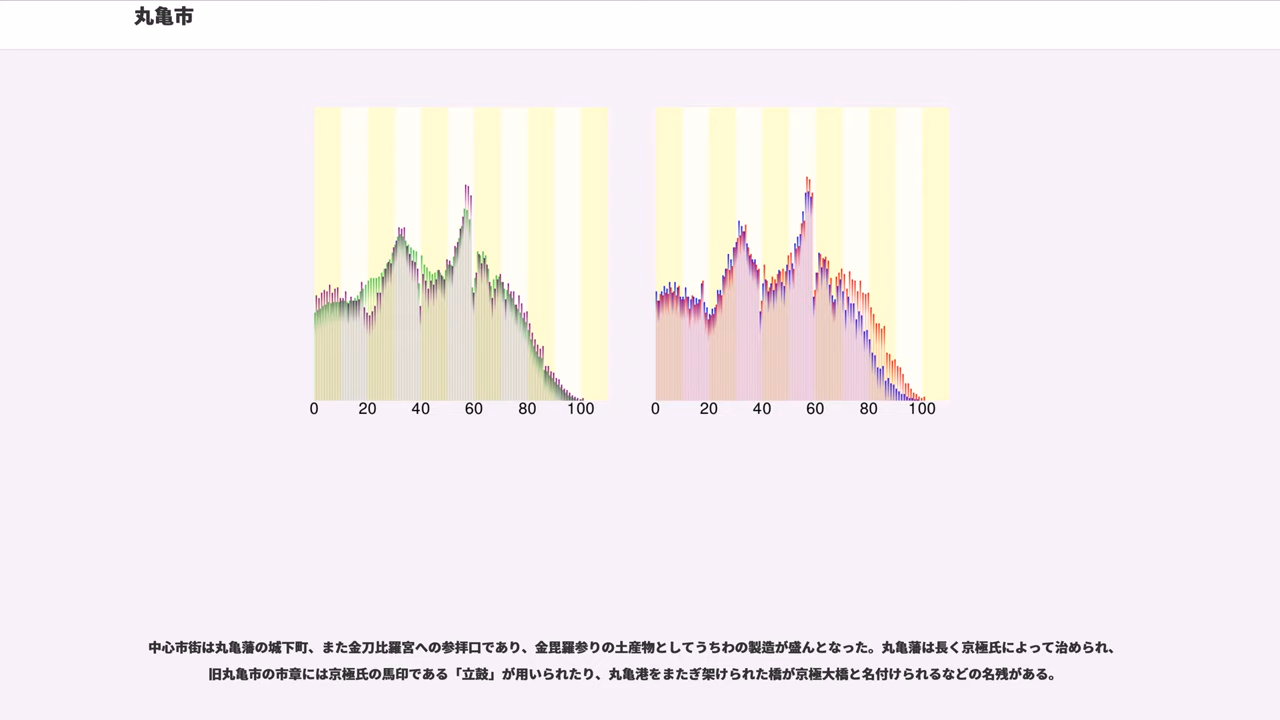 丸亀市
0 20 40 60 80 100
0 20 40 60 80 100
中心市街は丸亀藩の城下町、また金刀比羅宮への参拝口であり、金毘羅参りの土産物としてうちわの製造が盛んとなった。丸亀藩は長く京極氏によって治められ、
旧丸亀市の市章には京極氏の馬印である「立鼓」が用いられたり、丸亀港をまたぎ架けられた橋が京極大橋と名付けられるなどの名残がある。